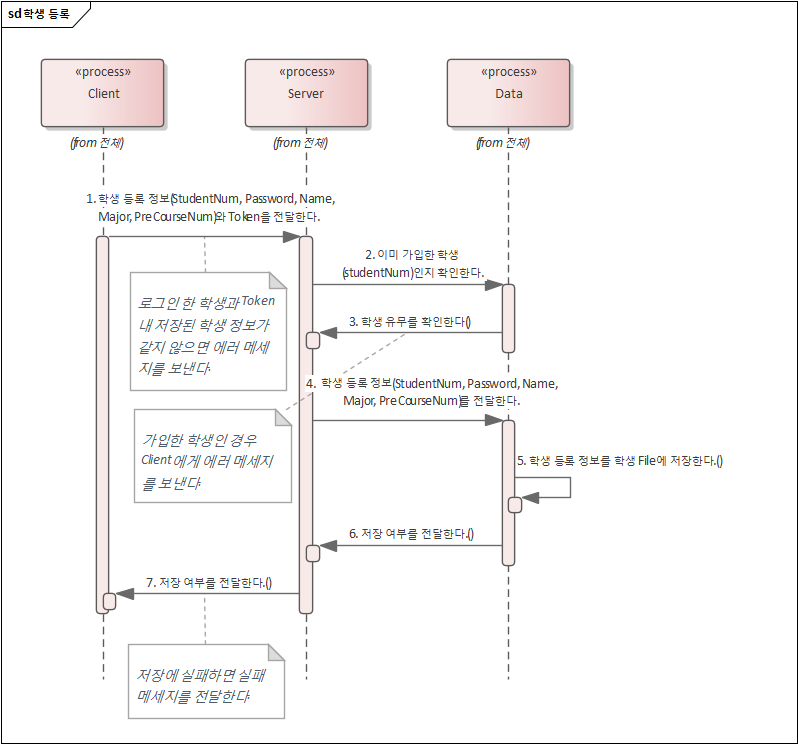 sd 학생 등록
«process»
Client
«process»
Server
«process»
Data
(from 전체)
(from 전체)
(from 전체)
1. 학생 등록 정보(StudentNum, Password, Name,
Major, PreCourseNum)와 Token을 전달한다.
2. 이미 가입한 학생
(studentNum)인지 확인한다.
로그인 한 학생과 Token
내 저장된 학생 정보가
같지 않으면 에러 메세
지를 보낸다.
3. 학생 유무를 확인한다()
4. 학생 등록 정보(StudentNum, Password, Name,
Major, PreCourseNum)를 전달한다.
가입한 학생인 경우
Client에게 에러 메세지
를 보낸다.
5. 학생 등록 정보를 학생 File에 저장한다.()
6. 저장 여부를 전달한다.()
7. 저장 여부를 전달한다.()
저장에 실패하면 실패
메세지를 전달한다.